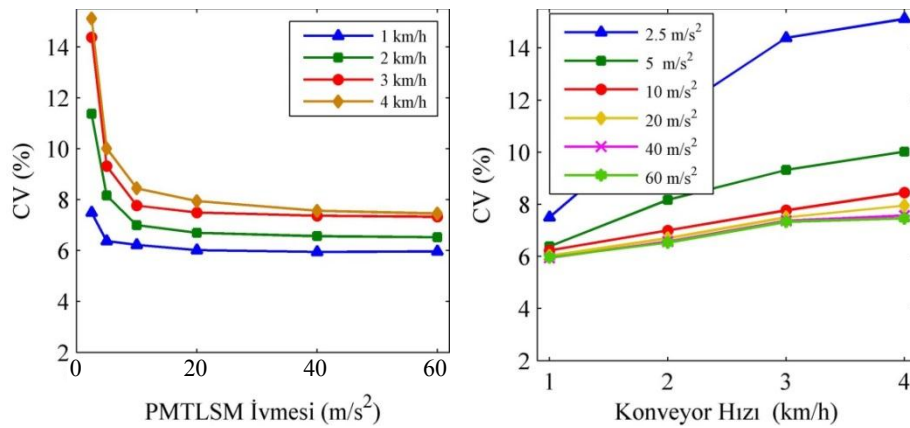 CV (%)
14
12
10
8
6
4
2
0
20
40
60
PMTLSM İvmesi (m/s²)
1 km/h
2 km/h
3 km/h
4 km/h
CV (%)
14
12
10
8
6
4
2
1
2
3
4
Konveyor Hızı (km/h)
2.5 m/s²
5 m/s²
10 m/s²
20 m/s²
40 m/s²
60 m/s²